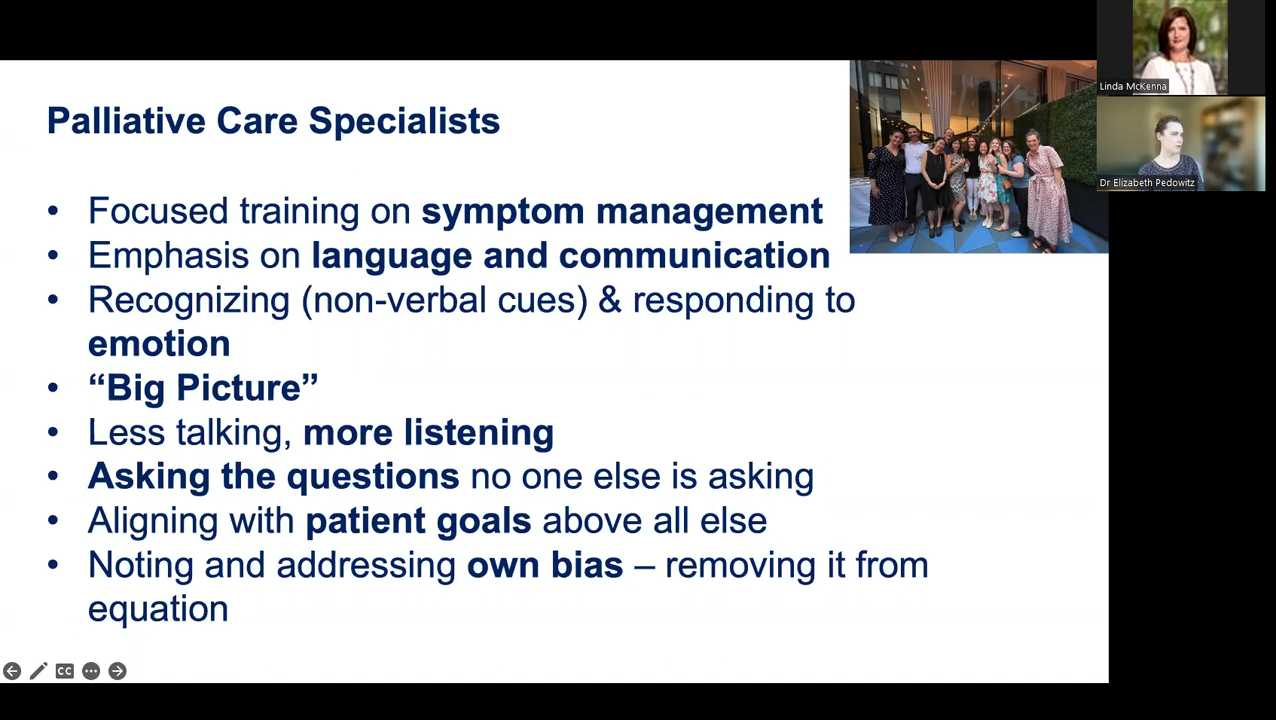 Palliative Care Specialists
• Focused training on symptom management
• Emphasis on language and communication
• Recognizing (non-verbal cues) & responding to
emotion
• “Big Picture”
• Less talking, more listening
• Asking the questions no one else is asking
• Aligning with patient goals above all else
• Noting and addressing own bias – removing it from
equation
CC
Linda McKenna
Dr Elizabeth Pedowitz